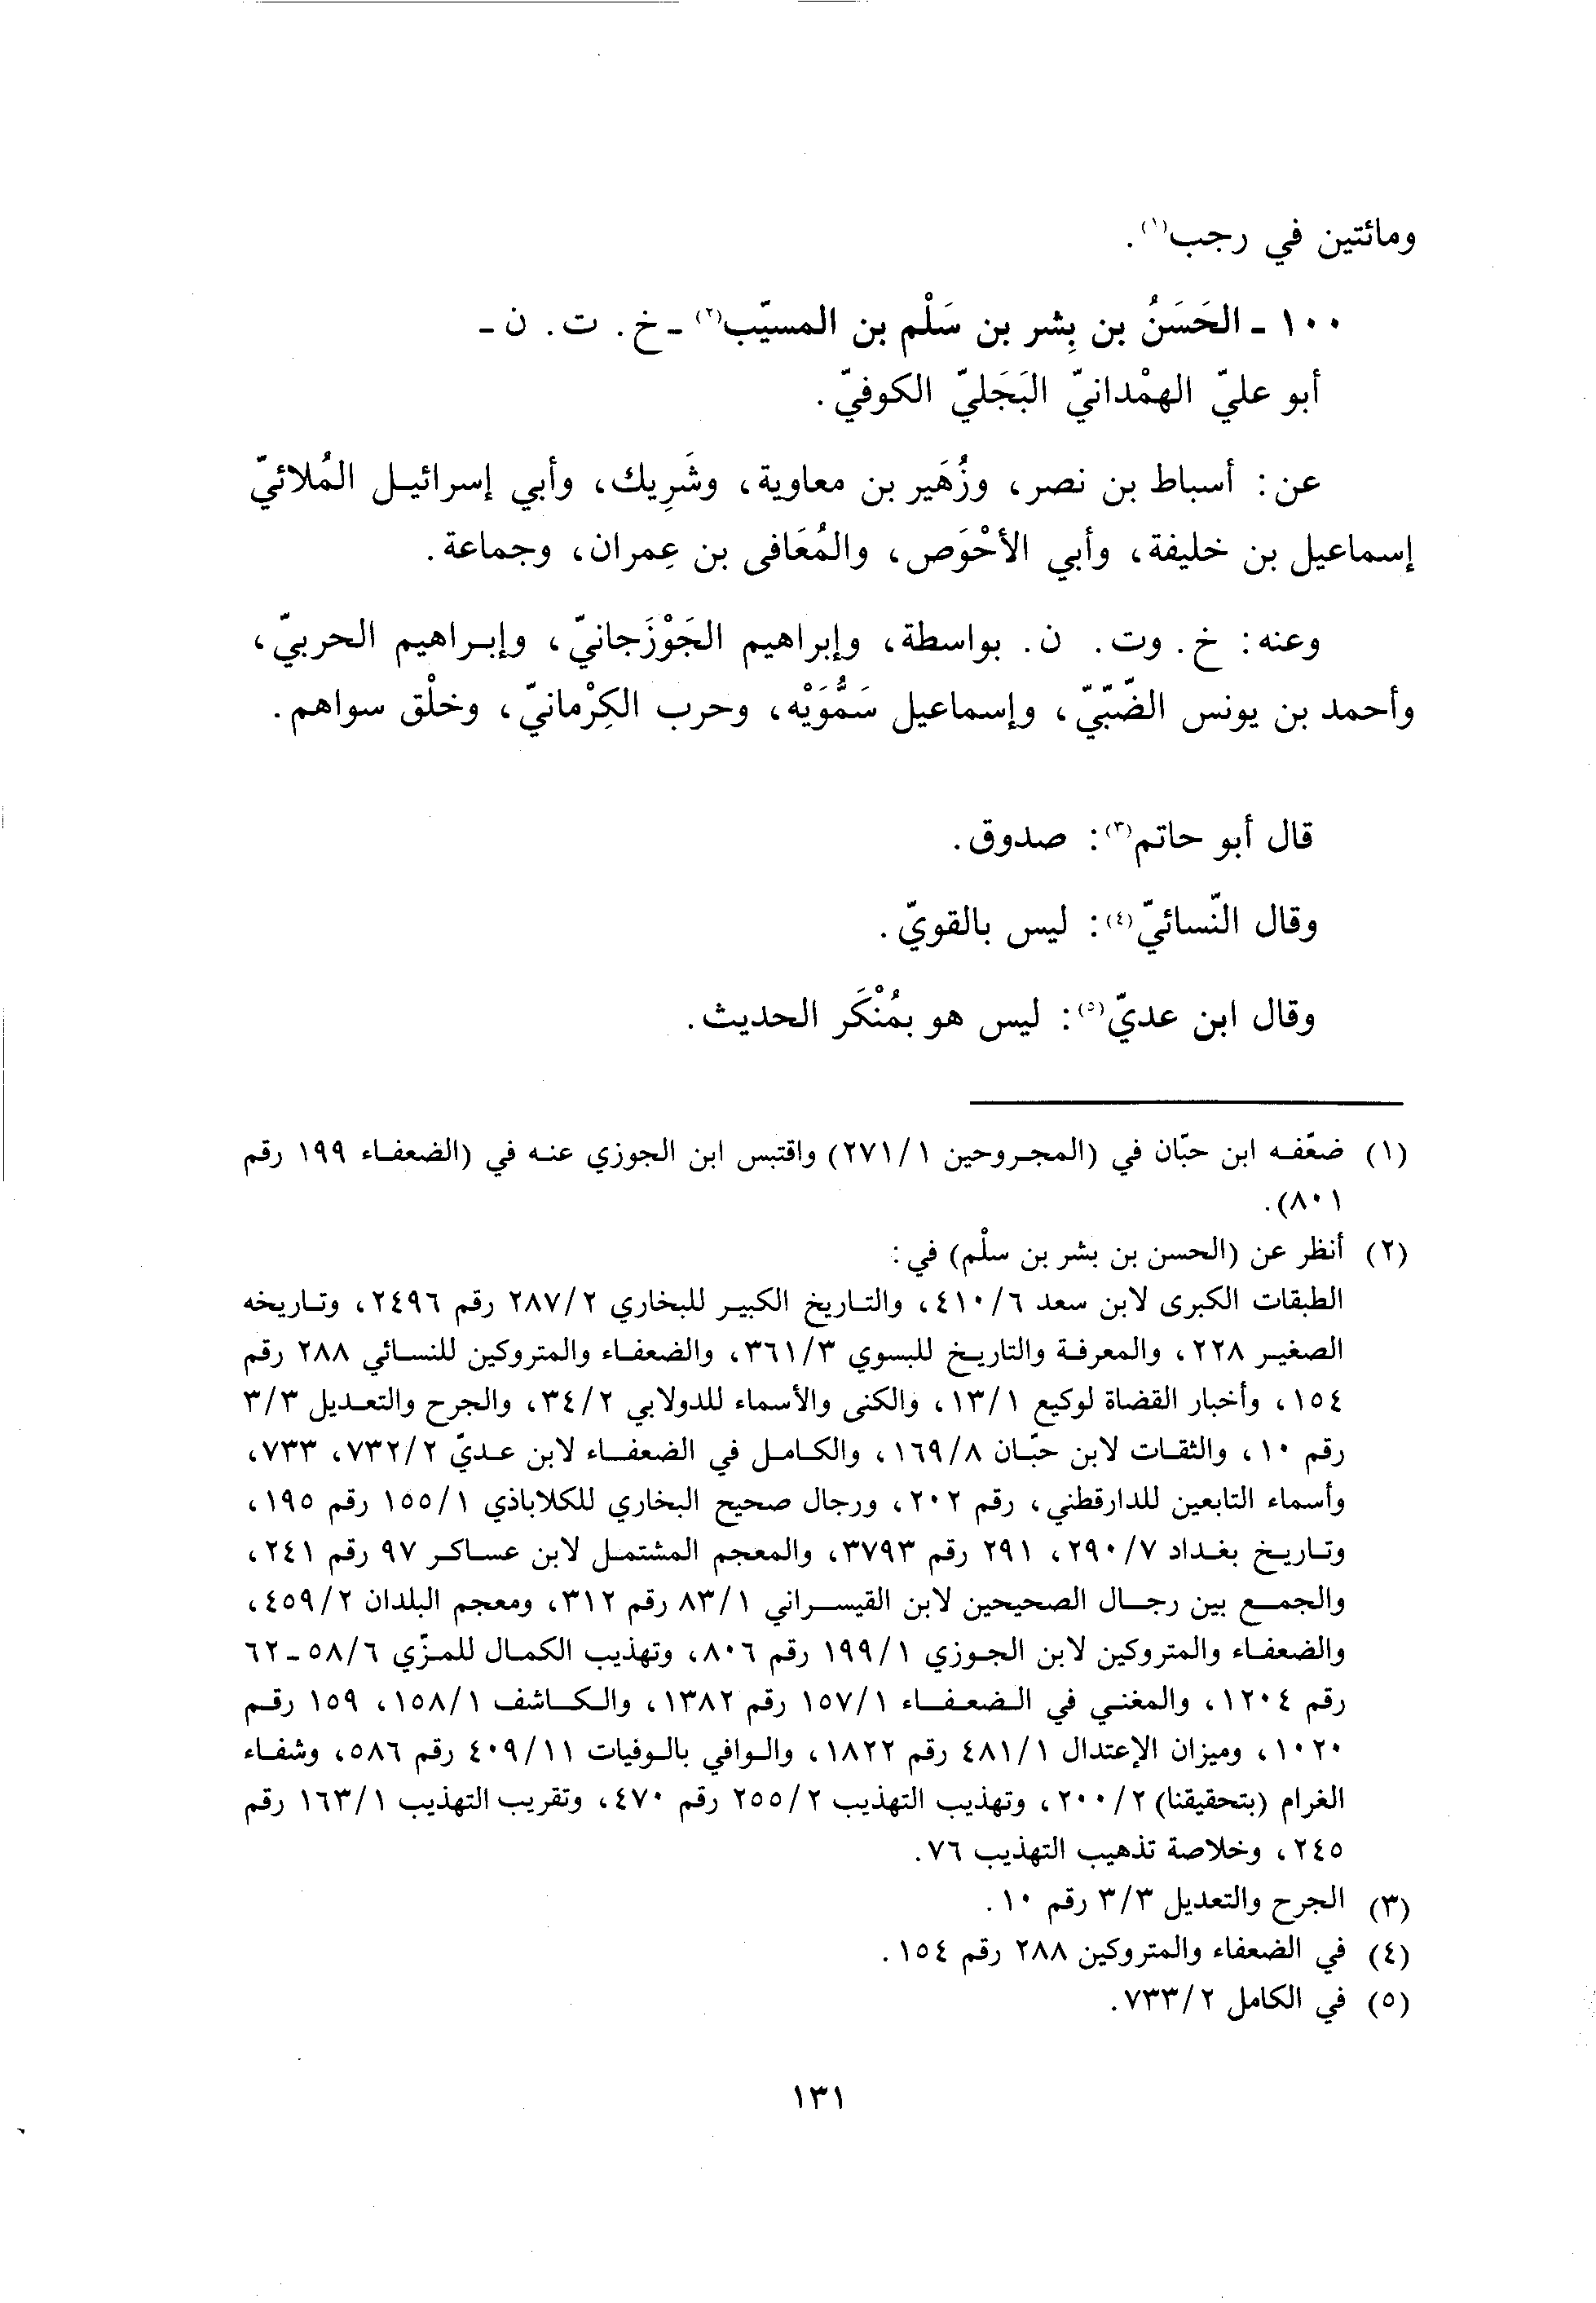 ومائتين في رجب(١).
١٠٠ - الحَسَنُ بن بِشر بن سَلْم بن المسيّب(٢) - خ. ت. ن -
أبو عليّ الهمْدانيّ البَجَليّ الكوفيّ.
عن: أسباط بن نصر، وزُهَير بن معاوية، وشَرِيك، وأبي إسرائيل المُلائيّ
إسماعيل بن خليفة، وأبي الأحْوَص، والمُعَافى بن عِمران، وجماعة.
وعنه: خ. وت. ن. بواسطة، وإبراهيم الجَوْزَجانيّ، وإبراهيم الحربيّ،
وأحمد بن يونس الضّبّيّ، وإسماعيل سَمُّوَيْه، وحرب الكِرْمانيّ، وخلْق سواهم.
قال أبو حاتم(٣): صدوق.
وقال النّسائيّ(٤): ليس بالقويّ.
وقال ابن عديّ(٥): ليس هو بمُنْكَر الحديث.
(١) ضعّفه ابن حبّان في (المجروحين ٢٧١/١) واقتبس ابن الجوزي عنه في (الضعفاء ١٩٩ رقم
٨٠١).
(٢) أنظر عن (الحسن بن بشر بن سلْم) في:
الطبقات الكبرى لابن سعد ٤١٠/٦، والتاريخ الكبير للبخاري ٢٨٧/٢ رقم ٢٤٩٦، وتاريخه
الصغير ٢٢٨، والمعرفة والتاريخ للبسوي ٣٦١/٣، والضعفاء والمتروكين للنسائي ٢٨٨ رقم
١٥٤، وأخبار القضاة لوكيع ١٣/١، والكنى والأسماء للدولابي ٣٤/٢، والجرح والتعديل ٣/٣
رقم ١٠، والثقات لابن حبّان ١٦٩/٨، والكامل في الضعفاء لابن عديّ ٧٣٢/٢، ٧٣٣،
وأسماء التابعين للدارقطني، رقم ٢٠٢، ورجال صحيح البخاري للكلاباذي ١٥٥/١ رقم ١٩٥،
وتاريخ بغداد ٢٩٠/٧، ٢٩١ رقم ٣٧٩٣، والمعجم المشتمل لابن عساكر ٩٧ رقم ٢٤١،
والجمع بين رجال الصحيحين لابن القيسراني ٨٣/١ رقم ٣١٢، ومعجم البلدان ٤٥٩/٢،
والضعفاء والمتروكين لابن الجوزي ١٩٩/١ رقم ٨٠٦، وتهذيب الكمال للمزّي ٥٨/٦-٦٢
رقم ١٢٠٤، والمغني في الضعفاء ١٥٧/١ رقم ١٣٨٢، والكاشف ١٥٨/١، ١٥٩ رقم
١٠٢٠، وميزان الإعتدال ٤٨١/١ رقم ١٨٢٢، والوافي بالوفيات ٤٠٩/١١ رقم ٥٨٦، وشفاء
الغرام (بتحقيقنا) ٢٠٠/٢، وتهذيب التهذيب ٢٥٥/٢ رقم ٤٧٠، وتقريب التهذيب ١٦٣/١ رقم
٢٤٥، وخلاصة تذهيب التهذيب ٧٦.
(٣) الجرح والتعديل ٣/٣ رقم ١٠.
(٤) في الضعفاء والمتروكين ٢٨٨ رقم ١٥٤.
(٥) في الكامل ٧٣٣/٢.
١٣١